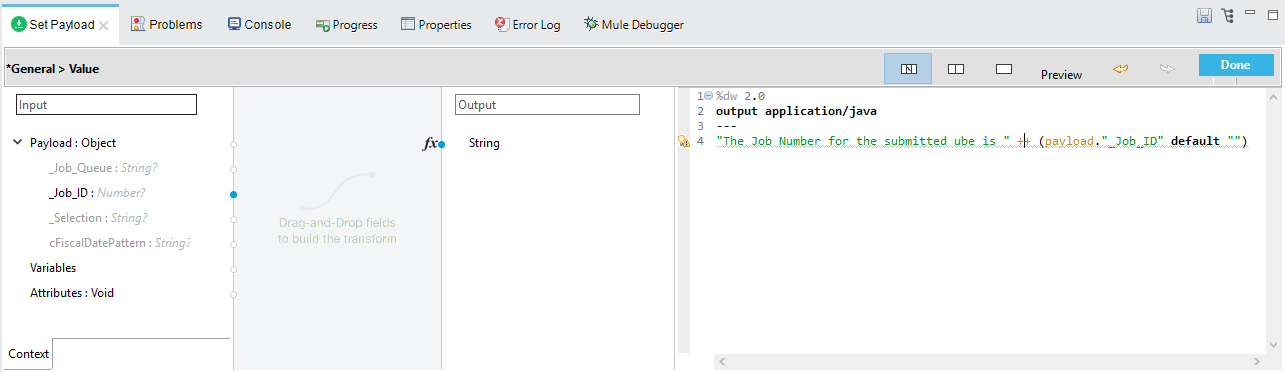 Set Payload
Problems
Console
Progress
Properties
Error Log
Mule Debugger
*General > Value
Preview
Done
Input
Payload : Object
_Job_Queue : String?
_Job_ID : Number?
_Selection : String?
cFiscalDatePattern : String?
Variables
Attributes : Void
Context
Drag-and-Drop fields
to build the transform
Output
fx String
1 %dw 2.0
2 output application/java
3 ---
4 "The Job Number for the submitted ube is " ++ (payload."_Job_ID" default "")